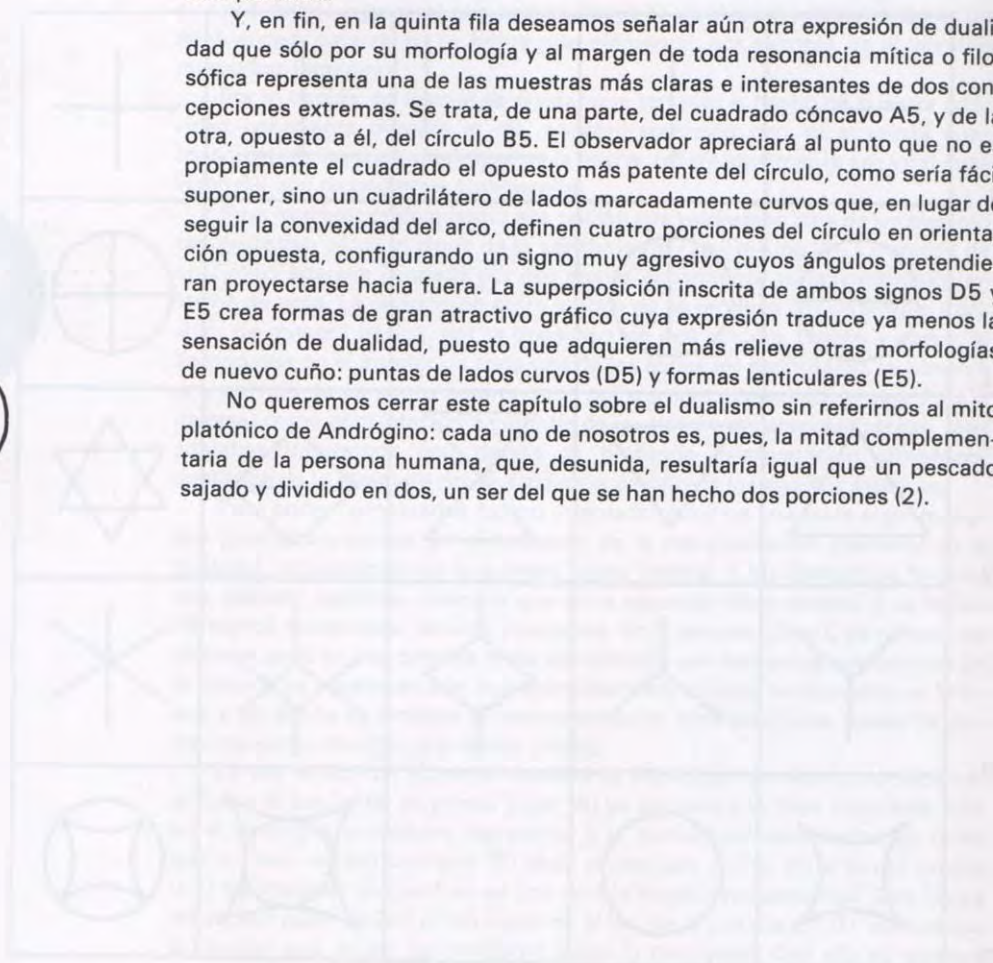 Y, en fin, en la quinta fila deseamos señalar aún otra expresión de duali
dad que sólo por su morfología y al margen de toda resonancia mítica o filo
sófica representa una de las muestras más claras e interesantes de dos con
cepciones extremas. Se trata, de una parte, del cuadrado cóncavo A5, y de l
otra, opuesto a él, del círculo B5. El observador apreciará al punto que no e
propiamente el cuadrado el opuesto más patente del círculo, como sería fáci
suponer, sino un cuadrilátero de lados marcadamente curvos que, en lugar de
seguir la convexidad del arco, definen cuatro porciones del círculo en orienta
ción opuesta, configurando un signo muy agresivo cuyos ángulos pretendie
ran proyectarse hacia fuera. La superposición inscrita de ambos signos D5 y
E5 crea formas de gran atractivo gráfico cuya expresión traduce ya menos la
sensación de dualidad, puesto que adquieren más relieve otras morfologías
de nuevo cuño: puntas de lados curvos (D5) y formas lenticulares (E5).
No queremos cerrar este capítulo sobre el dualismo sin referirnos al mito
platónico de Andrógino: cada uno de nosotros es, pues, la mitad complemen-
taria de la persona humana, que, desunida, resultaría igual que un pescado
sajado y dividido en dos, un ser del que se han hecho dos porciones (2).